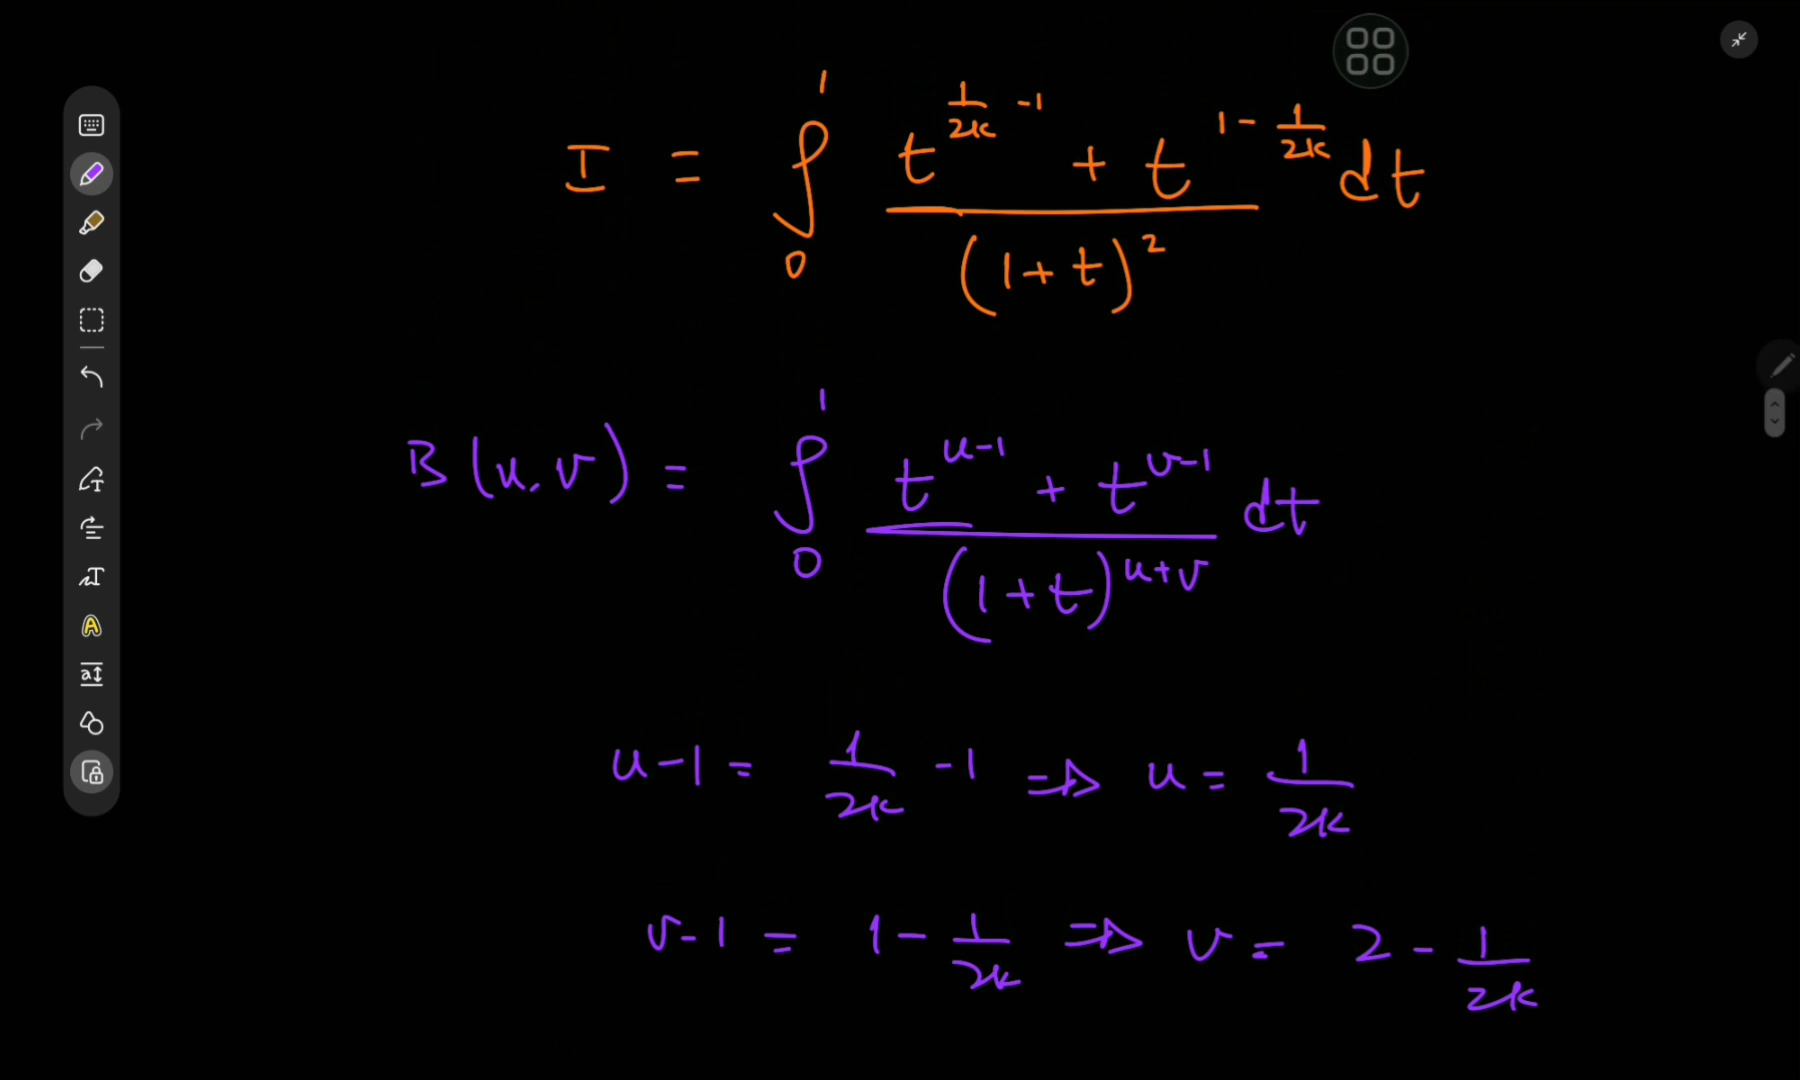 I = ∫₀¹ (t^(1/2k - 1) + t^(1 - 1/2k)) / (1+t)² dt
B(u,v) = ∫₀¹ (t^(u-1) + t^(v-1)) / (1+t)^(u+v) dt
u-1 = 1/2k - 1 ⇒ u = 1/2k
v-1 = 1 - 1/2k ⇒ v = 2 - 1/2k